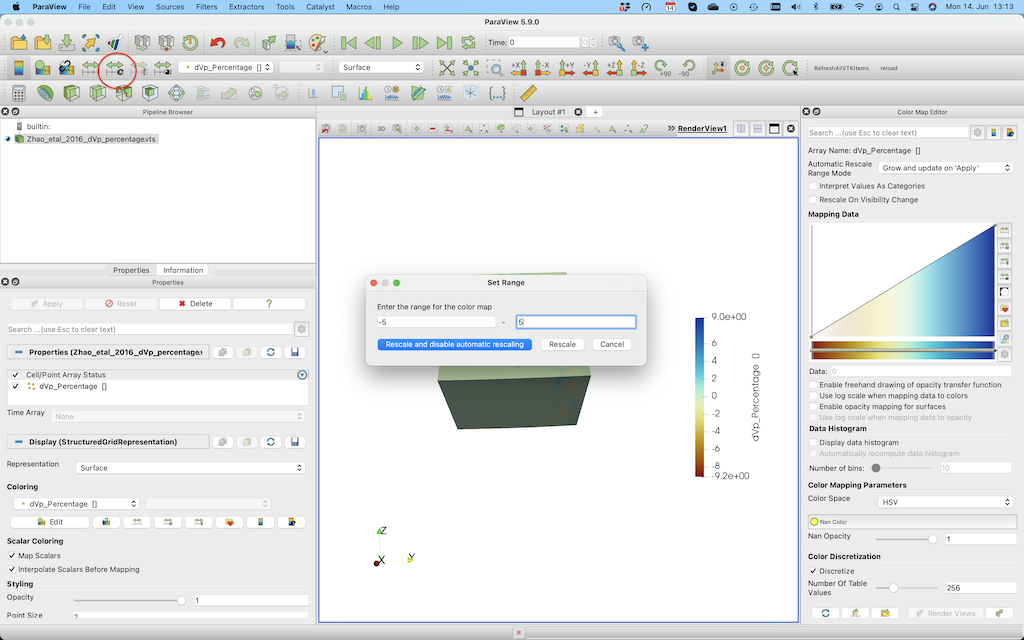 ParaView File Edit View Sources Filters Extractors Tools Catalyst Macros Help Mon 14. Jun 13:13
ParaView 5.9.0
Time: 0 0
dVp_Percentage [] Surface RefreshAllVTKItems reload
Pipeline Browser
builtin:
Zhao_etal_2016_dVp_percentage.vts
Properties Information
Properties
Apply Reset Delete ?
Search ... (use Esc to clear text)
Properties (Zhao_etal_2016_dVp_percentage.v
Cell/Point Array Status
dVp_Percentage []
Time Array None
Display (StructuredGridRepresentation)
Representation Surface
Coloring
dVp_Percentage []
Edit
Scalar Coloring
Map Scalars
Interpolate Scalars Before Mapping
Styling
Opacity 1
Point Size 2
Layout #1 +
3D >> RenderView1
Set Range
Enter the range for the color map
-5 - 5
Rescale and disable automatic rescaling Rescale Cancel
9.0e+00
6
4
2
0
-2
-4
-6
-8
-9.2e+00
dVp_Percentage ()
Z
X Y
Color Map Editor
Search ... (use Esc to clear text)
Array Name: dVp_Percentage []
Automatic Rescale
Range Mode Grow and update on 'Apply'
Interpret Values As Categories
Rescale On Visibility Change
Mapping Data
Data: 0
Enable freehand drawing of opacity transfer function
Use log scale when mapping data to colors
Enable opacity mapping for surfaces
Use log scale when mapping data to opacity
Data Histogram
Display data histogram
Automatically recompute data histogram
Number of bins: 10
Color Mapping Parameters
Color Space HSV
Nan Color
Nan Opacity 1
Color Discretization
Discretize
Number Of Table
Values 256
Render Views